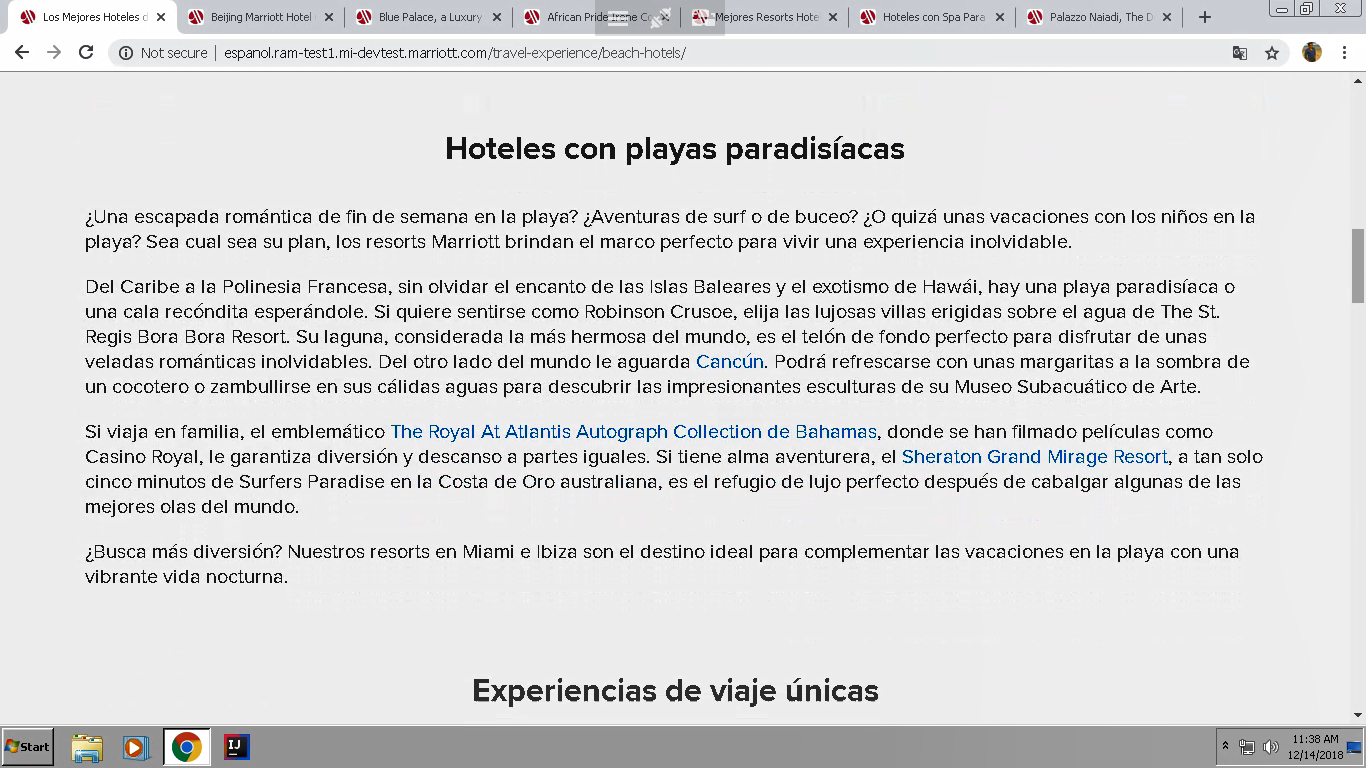 Los Mejores Hoteles d
Beijing Marriott Hotel
Blue Palace, a Luxury
African Pride Irene C
Mejores Resorts Hote
Hoteles con Spa Para
Palazzo Naiadi, The D
Not secure | espanol.ram-test1.mi-devtest.marriott.com/travel-experience/beach-hotels/
Hoteles con playas paradisíacas
¿Una escapada romántica de fin de semana en la playa? ¿Aventuras de surf o de buceo? ¿O quizá unas vacaciones con los niños en la
playa? Sea cual sea su plan, los resorts Marriott brindan el marco perfecto para vivir una experiencia inolvidable.
Del Caribe a la Polinesia Francesa, sin olvidar el encanto de las Islas Baleares y el exotismo de Hawái, hay una playa paradisíaca o
una cala recóndita esperándole. Si quiere sentirse como Robinson Crusoe, elija las lujosas villas erigidas sobre el agua de The St.
Regis Bora Bora Resort. Su laguna, considerada la más hermosa del mundo, es el telón de fondo perfecto para disfrutar de unas
veladas románticas inolvidables. Del otro lado del mundo le aguarda Cancún. Podrá refrescarse con unas margaritas a la sombra de
un cocotero o zambullirse en sus cálidas aguas para descubrir las impresionantes esculturas de su Museo Subacuático de Arte.
Si viaja en familia, el emblemático The Royal At Atlantis Autograph Collection de Bahamas, donde se han filmado películas como
Casino Royal, le garantiza diversión y descanso a partes iguales. Si tiene alma aventurera, el Sheraton Grand Mirage Resort, a tan solo
cinco minutos de Surfers Paradise en la Costa de Oro australiana, es el refugio de lujo perfecto después de cabalgar algunas de las
mejores olas del mundo.
¿Busca más diversión? Nuestros resorts en Miami e Ibiza son el destino ideal para complementar las vacaciones en la playa con una
vibrante vida nocturna.
Experiencias de viaje únicas
Start
IJ
11:38 AM
12/14/2018